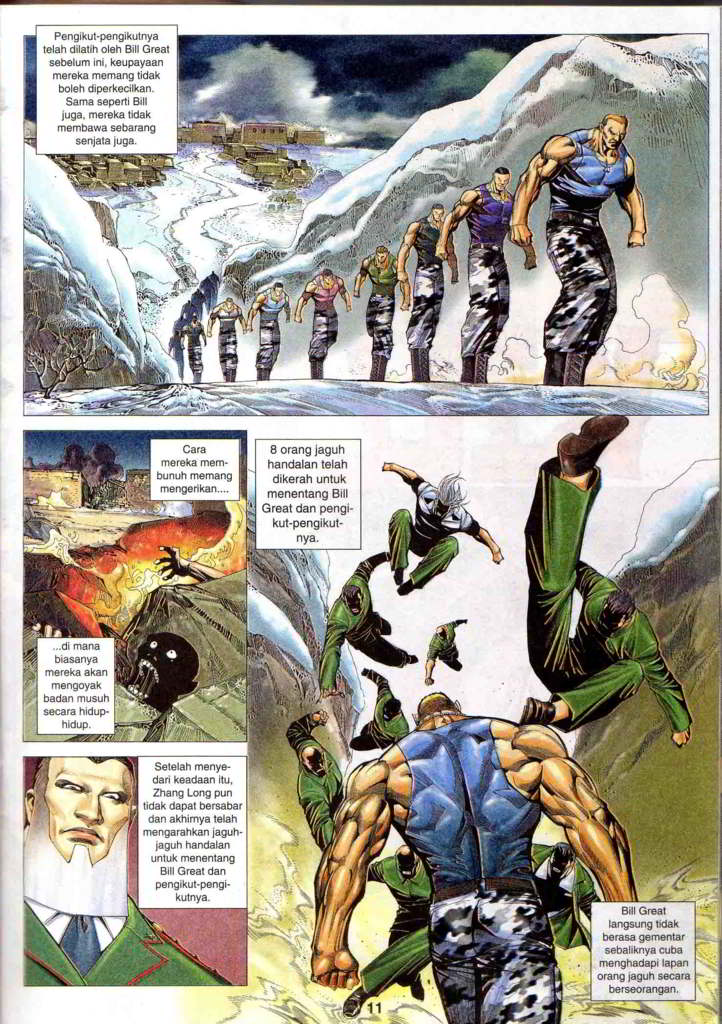 Pengikut-pengikutnya
telah dilatih oleh Bill Great
sebelum ini, keupayaan
mereka memang tidak
boleh diperkecilkan.
Sama seperti Bill
juga, mereka tidak
membawa sebarang
senjata juga.
Cara
mereka mem-
bunuh memang
mengerikan....
...di mana
biasanya
mereka akan
mengoyak
badan musuh
secara hidup-
hidup.
8 orang jaguh
handalan telah
dikerah untuk
menentang Bill
Great dan pengi-
kut-pengikut-
nya.
Setelah menye-
dari keadaan itu,
Zhang Long pun
tidak dapat bersabar
dan akhirnya telah
mengarahkan jaguh-
jaguh handalan
untuk menentang
Bill Great dan
pengikut-pengi-
kutnya.
Bill Great
langsung tidak
berasa gementar
sebaliknya cuba
menghadapi lapan
orang jaguh secara
berseorangan.
11